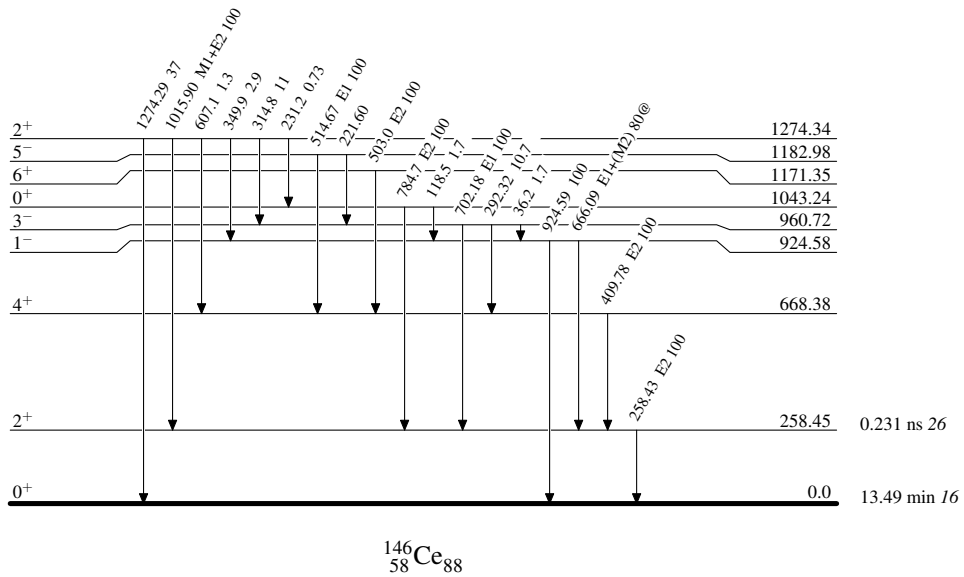 1274.29 37
1015.90 M1+E2 100
607.1 1.3
349.9 2.9
314.8 11
231.2 0.73
514.67 E1 100
221.60
503.0 E2 100
784.7 E2 100
118.5 1.7
702.18 E1 100
292.32 10.7
36.2 1.7
924.59 100
666.09 E1+(M2) 80@
409.78 E2 100
258.43 E2 100
2+ 1274.34
5− 1182.98
6+ 1171.35
0+ 1043.24
3− 960.72
1− 924.58
4+ 668.38
2+ 258.45 0.231 ns 26
0+ 0.0 13.49 min 16
146 58 Ce 88